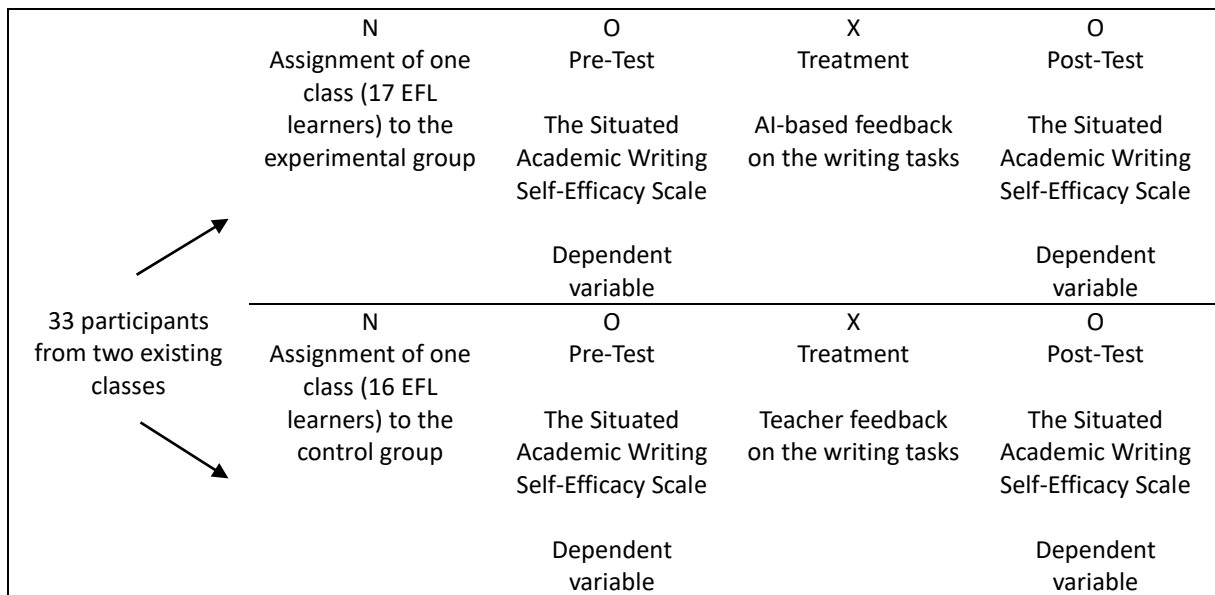 N
Assignment of one
class (17 EFL
learners) to the
experimental group
O
Pre-Test
The Situated
Academic Writing
Self-Efficacy Scale
Dependent
variable
X
Treatment
AI-based feedback
on the writing tasks
O
Post-Test
The Situated
Academic Writing
Self-Efficacy Scale
Dependent
variable
33 participants
from two existing
classes
N
Assignment of one
class (16 EFL
learners) to the
control group
O
Pre-Test
The Situated
Academic Writing
Self-Efficacy Scale
Dependent
variable
X
Treatment
Teacher feedback
on the writing tasks
O
Post-Test
The Situated
Academic Writing
Self-Efficacy Scale
Dependent
variable